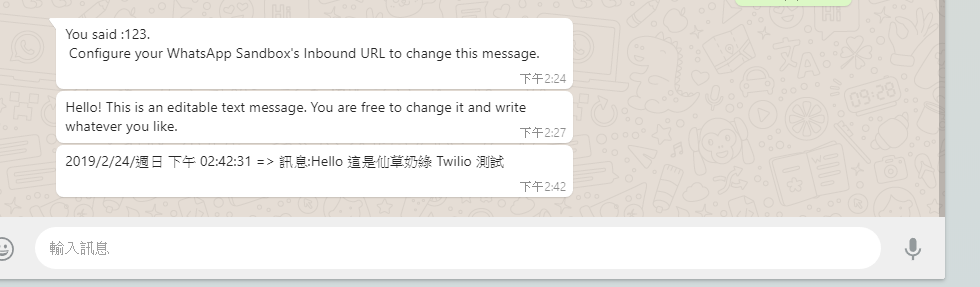 You said :123.
Configure your WhatsApp Sandbox's Inbound URL to change this message.
下午2:24
Hello! This is an editable text message. You are free to change it and write
whatever you like.
下午2:27
2019/2/24/週日 下午 02:42:31 => 訊息:Hello 這是仙草奶綠 Twilio 測試
下午2:42
輸入訊息